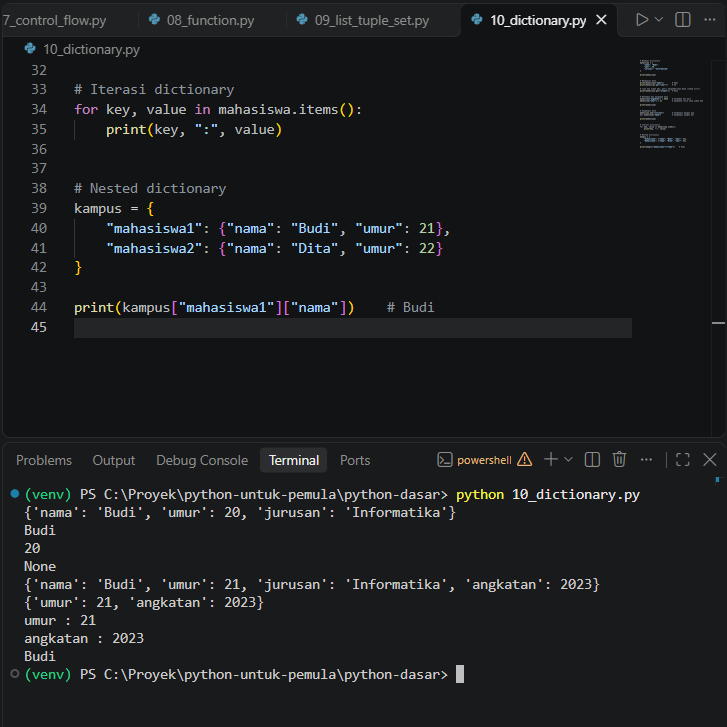 7_control_flow.py 08_function.py 09_list_tuple_set.py 10_dictionary.py
10_dictionary.py
32
33 # Iterasi dictionary
34 for key, value in mahasiswa.items():
35     print(key, ":", value)
36
37
38 # Nested dictionary
39 kampus = {
40     "mahasiswa1": {"nama": "Budi", "umur": 21},
41     "mahasiswa2": {"nama": "Dita", "umur": 22}
42 }
43
44 print(kampus["mahasiswa1"]["nama"])    # Budi
45
Problems Output Debug Console Terminal Ports powershell
(venv) PS C:\Proyek\python-untuk-pemula\python-dasar> python 10_dictionary.py
{'nama': 'Budi', 'umur': 20, 'jurusan': 'Informatika'}
Budi
20
None
{'nama': 'Budi', 'umur': 21, 'jurusan': 'Informatika', 'angkatan': 2023}
{'umur': 21, 'angkatan': 2023}
umur : 21
angkatan : 2023
Budi
(venv) PS C:\Proyek\python-untuk-pemula\python-dasar>